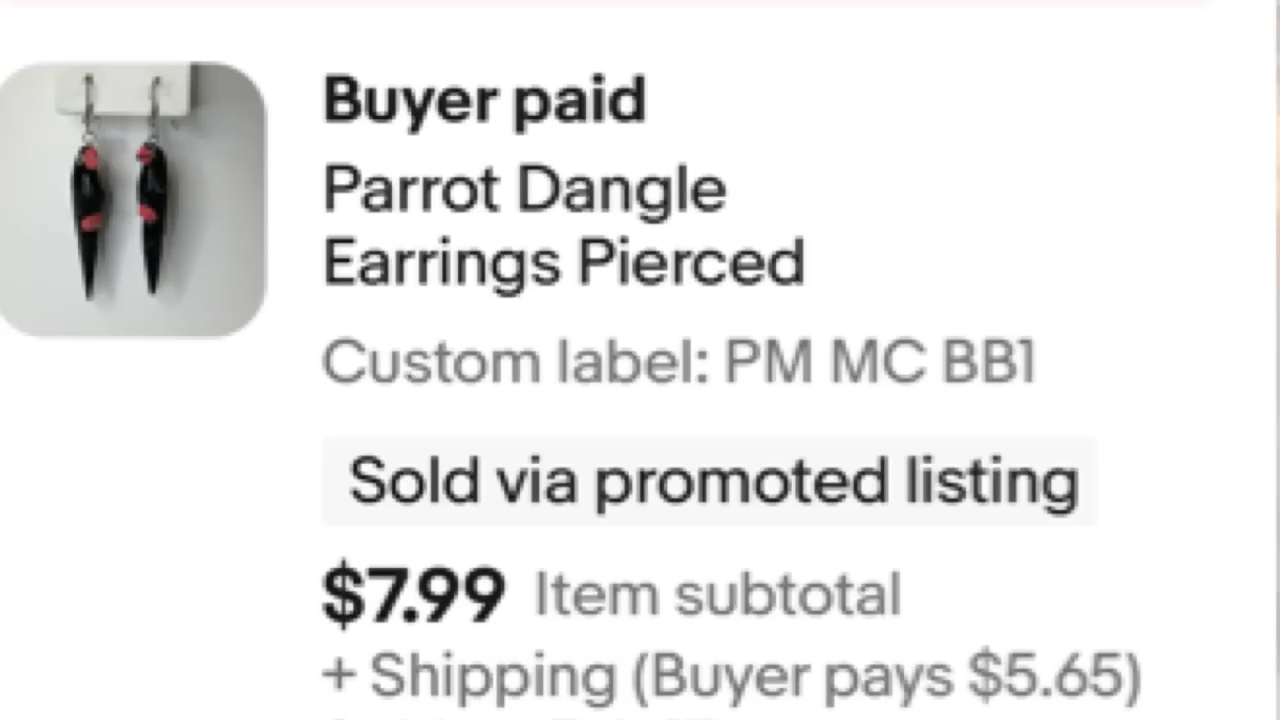 Buyer paid
Parrot Dangle
Earrings Pierced
Custom label: PM MC BB1
Sold via promoted listing
$7.99 Item subtotal
+ Shipping (Buyer pays $5.65)